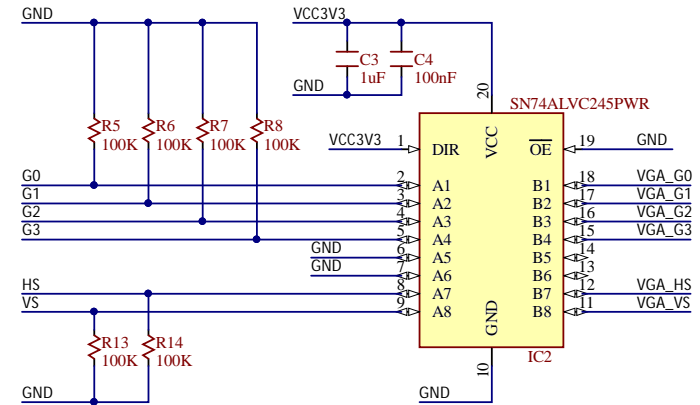 GND
VCC3V3
C3
1uF
C4
100nF
GND
20
SN74ALVC245PWR
R5
100K
R6
100K
R7
100K
R8
100K
VCC3V3
1
DIR
VCC
OE
19
GND
G0
2
A1
B1
18
VGA_G0
G1
3
A2
B2
17
VGA_G1
G2
4
A3
B3
16
VGA_G2
G3
5
A4
B4
15
VGA_G3
GND
6
A5
B5
14
GND
7
A6
B6
13
HS
8
A7
B7
12
VGA_HS
VS
9
A8
B8
11
VGA_VS
GND
R13
100K
R14
100K
10
IC2
GND
GND